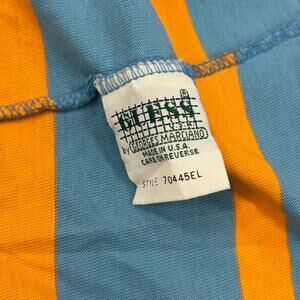 GUESS
U.S.A.
by GEORGES MARCIANO
MADE IN U.S.A.
CARE ON REVERSE
STYLE 70445EL